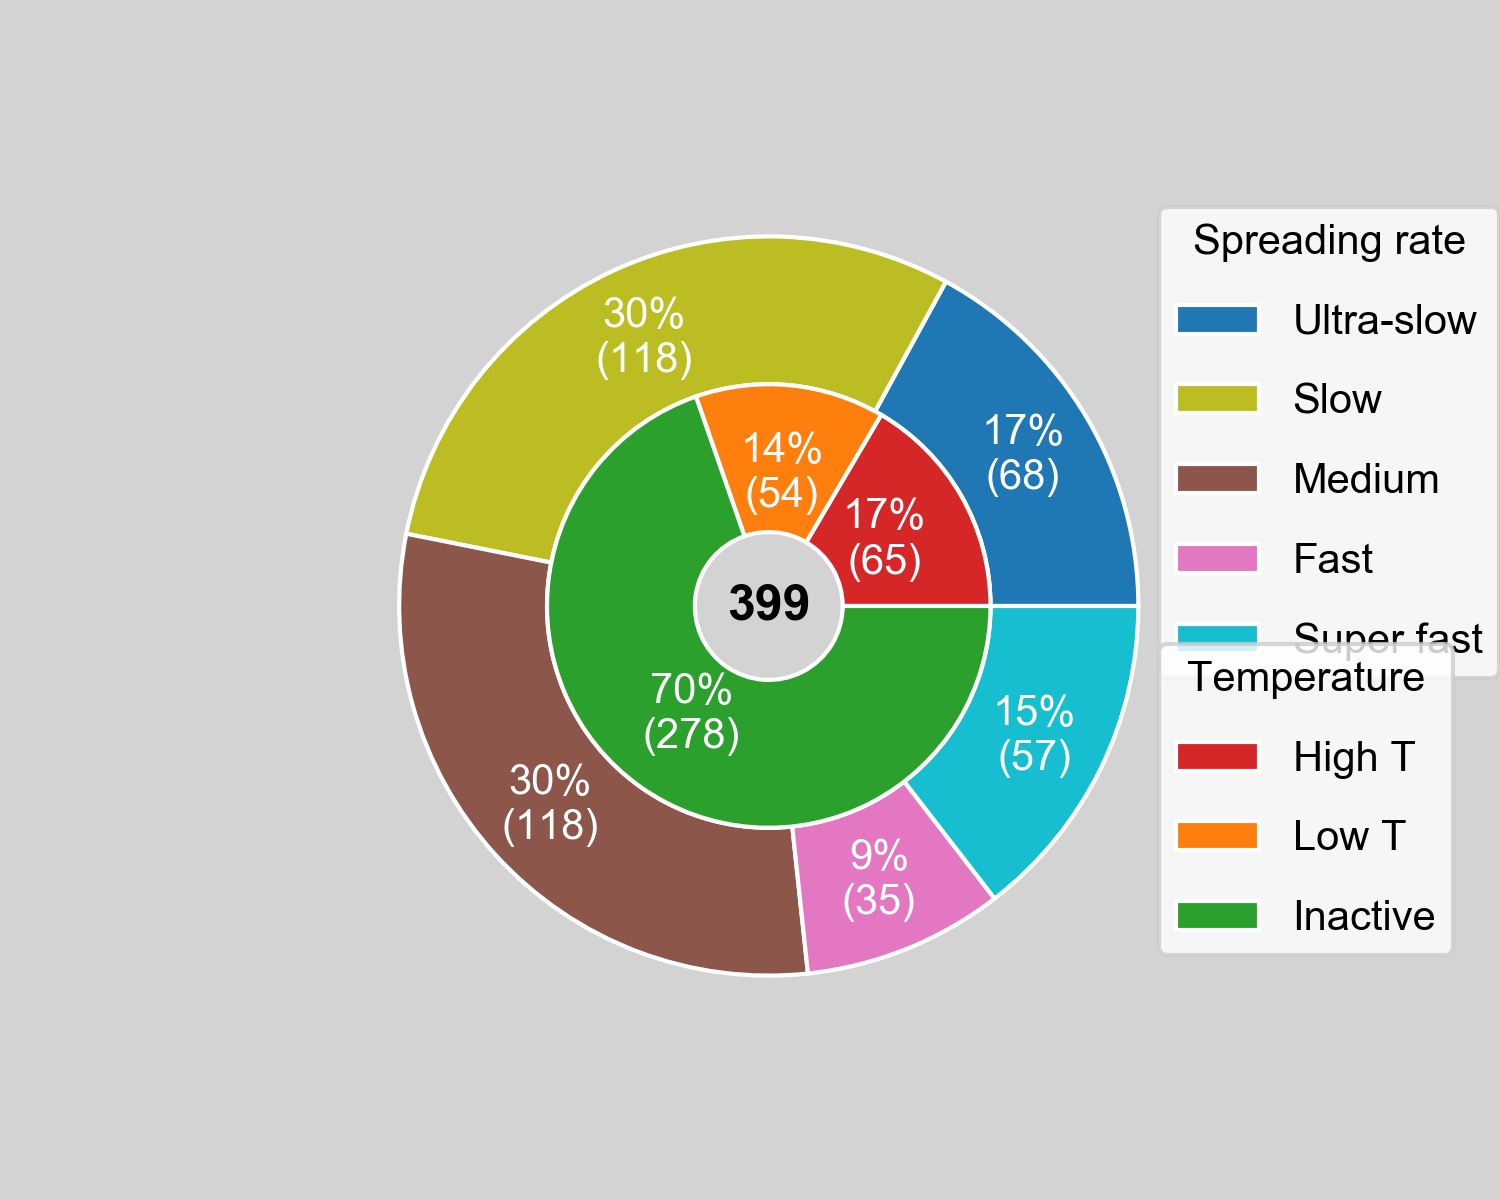 30%
(118)
17%
(68)
14%
(54)
17%
(65)
399
70%
(278)
15%
(57)
30%
(118)
9%
(35)
Spreading rate
Ultra-slow
Slow
Medium
Fast
Super fast
Temperature
High T
Low T
Inactive